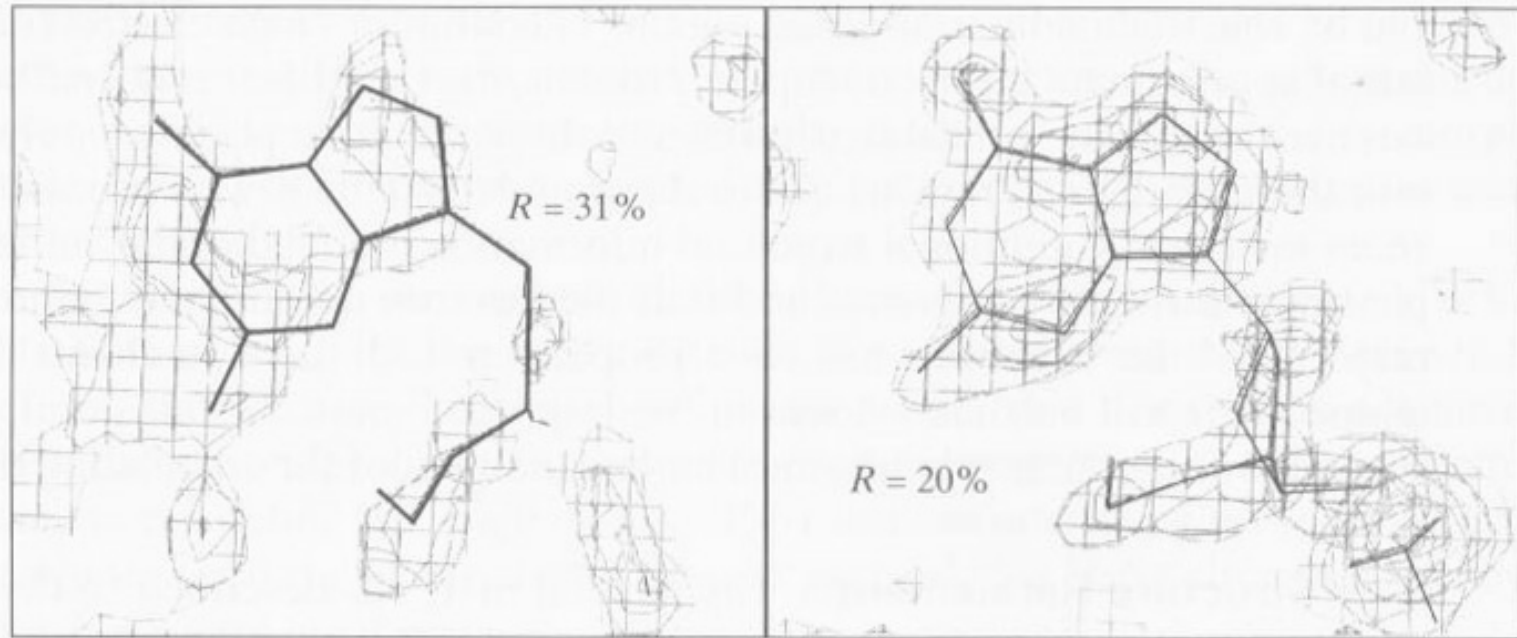 R = 31%
R = 20%